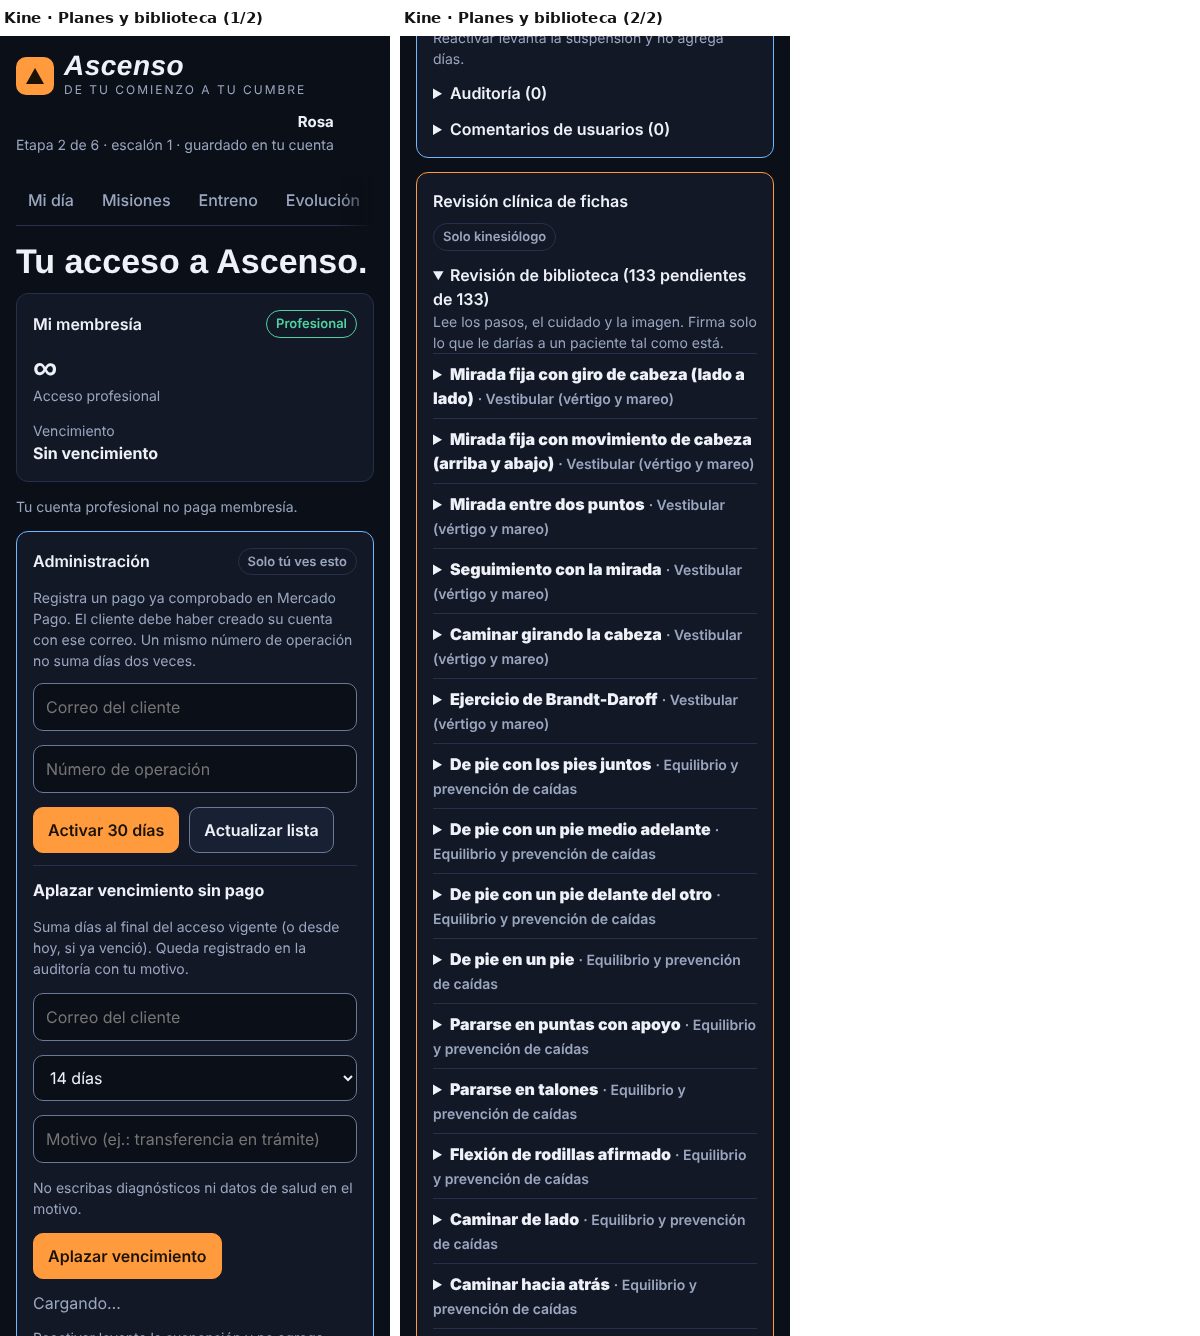 Kine · Planes y biblioteca (1/2)
Ascenso
DE TU COMIENZO A TU CUMBRE
Rosa
Etapa 2 de 6 · escalón 1 · guardado en tu cuenta
Mi día Misiones Entreno Evolución
Tu acceso a Ascenso.
Mi membresía
Profesional
∞
Acceso profesional
Vencimiento
Sin vencimiento
Tu cuenta profesional no paga membresía.
Administración
Solo tú ves esto
Registra un pago ya comprobado en Mercado
Pago. El cliente debe haber creado su cuenta
con ese correo. Un mismo número de operación
no suma días dos veces.
Correo del cliente
Número de operación
Activar 30 días
Actualizar lista
Aplazar vencimiento sin pago
Suma días al final del acceso vigente (o desde
hoy, si ya venció). Queda registrado en la
auditoría con tu motivo.
Correo del cliente
14 días
Motivo (ej.: transferencia en trámite)
No escribas diagnósticos ni datos de salud en el
motivo.
Aplazar vencimiento
Cargando...
Reactivar levanta la suspensión y no agrega
Kine · Planes y biblioteca (2/2)
Reactivar levanta la suspensión y no agrega
días.
▶ Auditoría (0)
▶ Comentarios de usuarios (0)
Revisión clínica de fichas
Solo kinesiólogo
▼ Revisión de biblioteca (133 pendientes
de 133)
Lee los pasos, el cuidado y la imagen. Firma solo
lo que le darías a un paciente tal como está.
▶ Mirada fija con giro de cabeza (lado a
lado) · Vestibular (vértigo y mareo)
▶ Mirada fija con movimiento de cabeza
(arriba y abajo) · Vestibular (vértigo y mareo)
▶ Mirada entre dos puntos · Vestibular
(vértigo y mareo)
▶ Seguimiento con la mirada · Vestibular
(vértigo y mareo)
▶ Caminar girando la cabeza · Vestibular
(vértigo y mareo)
▶ Ejercicio de Brandt-Daroff · Vestibular
(vértigo y mareo)
▶ De pie con los pies juntos · Equilibrio y
prevención de caídas
▶ De pie con un pie medio adelante ·
Equilibrio y prevención de caídas
▶ De pie con un pie delante del otro ·
Equilibrio y prevención de caídas
▶ De pie en un pie · Equilibrio y prevención
de caídas
▶ Pararse en puntas con apoyo · Equilibrio
y prevención de caídas
▶ Pararse en talones · Equilibrio y
prevención de caídas
▶ Flexión de rodillas afirmado · Equilibrio
y prevención de caídas
▶ Caminar de lado · Equilibrio y prevención
de caídas
▶ Caminar hacia atrás · Equilibrio y
prevención de caídas